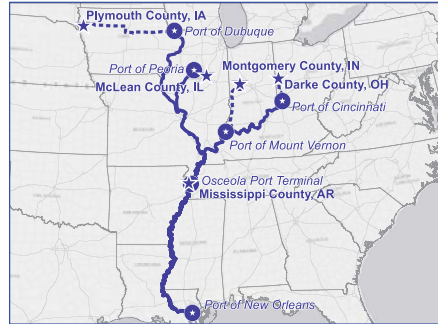 Plymouth County, IA
Port of Dubuque
Port of Peoria
Montgomery County, IN
McLean County, IL
Darke County, OH
Port of Cincinnati
Port of Mount Vernon
Osceola Port Terminal
Mississippi County, AR
Port of New Orleans